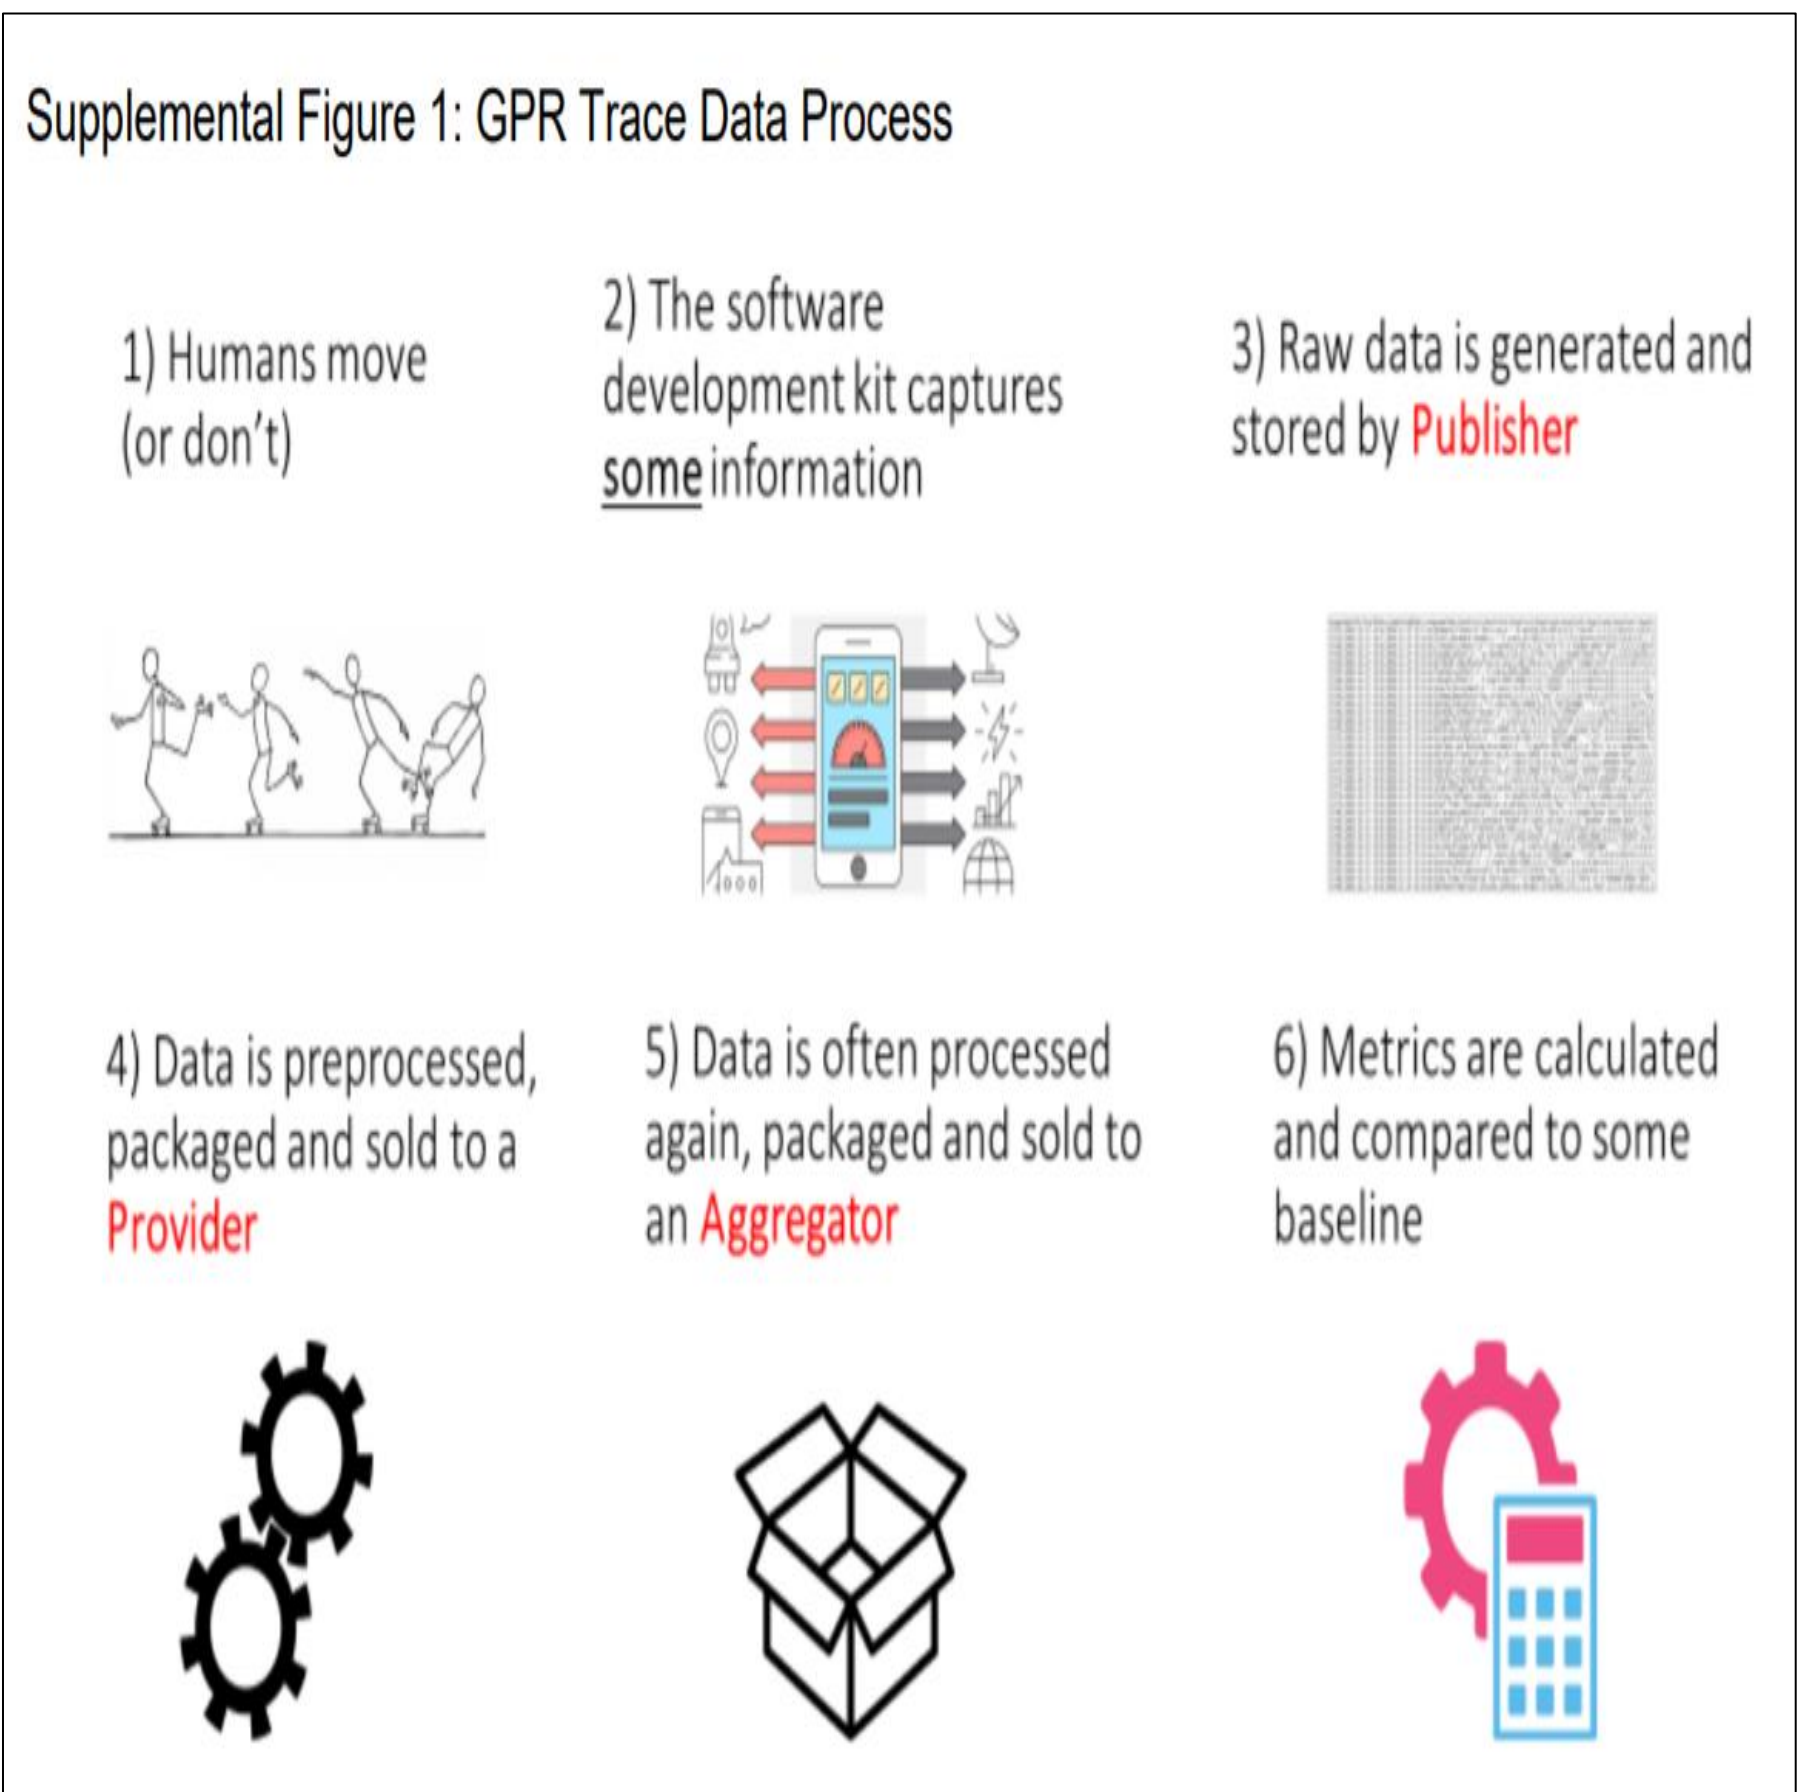 Supplemental Figure 1: GPR Trace Data Process
1) Humans move
(or don't)
2) The software
development kit captures
some information
3) Raw data is generated and
stored by Publisher
4) Data is preprocessed,
packaged and sold to a
Provider
5) Data is often processed
again, packaged and sold to
an Aggregator
6) Metrics are calculated
and compared to some
baseline